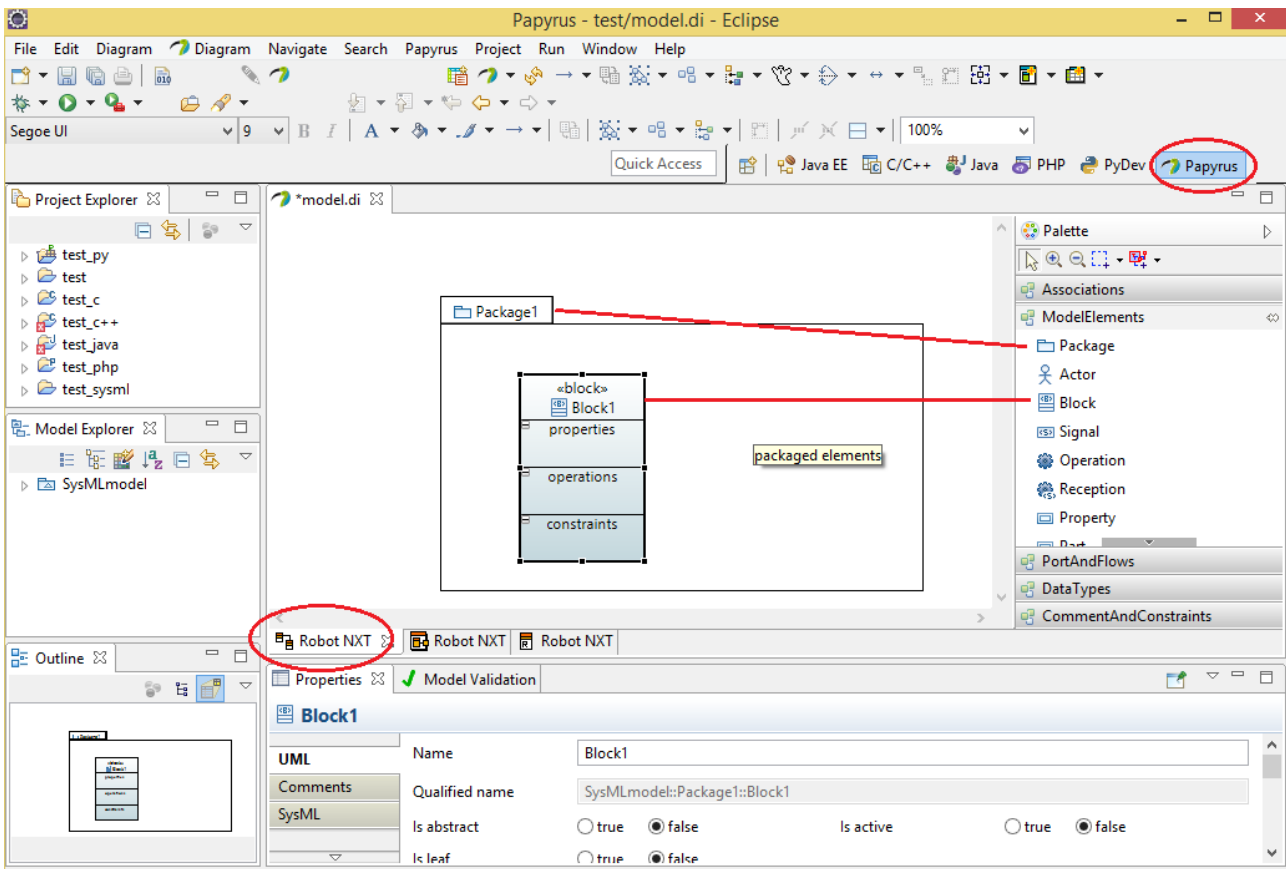 Papyrus - test/model.di - Eclipse
File Edit Diagram Diagram Navigate Search Papyrus Project Run Window Help
010
Segoe UI 9 B I A 100%
Quick Access Java EE C/C++ Java PHP PyDev Papyrus
Project Explorer
test_py
test
test_c
test_c++
test_java
test_php
test_sysml
Model Explorer
SysMLmodel
Outline
*model.di
Package1
«block»
Block1
properties
operations
constraints
packaged elements
Palette
Associations
ModelElements
Package
Actor
Block
Signal
Operation
Reception
Property
Part
PortAndFlows
DataTypes
CommentAndConstraints
Robot NXT Robot NXT Robot NXT
Properties Model Validation
Block1
UML
Comments
SysML
Name Block1
Qualified name SysMLmodel::Package1::Block1
Is abstract true false Is active true false
Is leaf true false